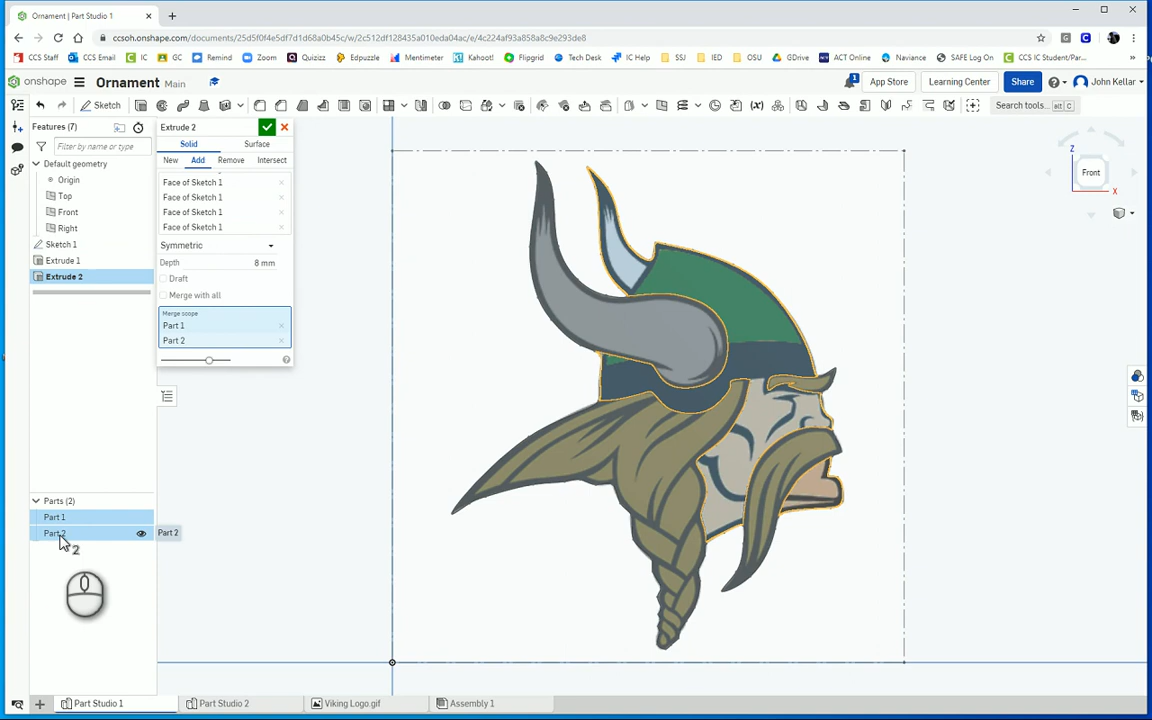 Ornament | Part Studio 1
ccsoh.onshape.com/documents/25d5f0f4e5df7d1d68a0b45c/w/2c512df268435a010eda04ac/e/4c224af93a858a8c9e293de8
CCS Staff CCS Email IC GC Remind Zoom Quizizz Edpuzzle Mentimeter Kahoot! Flipgrid Tech Desk IC Help SSJ IED OSU GDrive ACT Online Naviance SAFE Log On CCS IC Student/Par...
onshape Ornament Main 1 App Store Learning Center Share John Kellar
Sketch Search tools... alt C
Features (7)
Filter by name or type
Default geometry
Origin
Top
Front
Right
Sketch 1
Extrude 1
Extrude 2
Extrude 2
Solid Surface
New Add Remove Intersect
Face of Sketch 1
Face of Sketch 1
Face of Sketch 1
Face of Sketch 1
Symmetric
Depth 8 mm
Draft
Merge with all
Merge scope
Part 1
Part 2
Z
Front
X
Parts (2)
Part 1
Part 2
Part 2
2
Part Studio 1 Part Studio 2 Viking Logo.gif Assembly 1